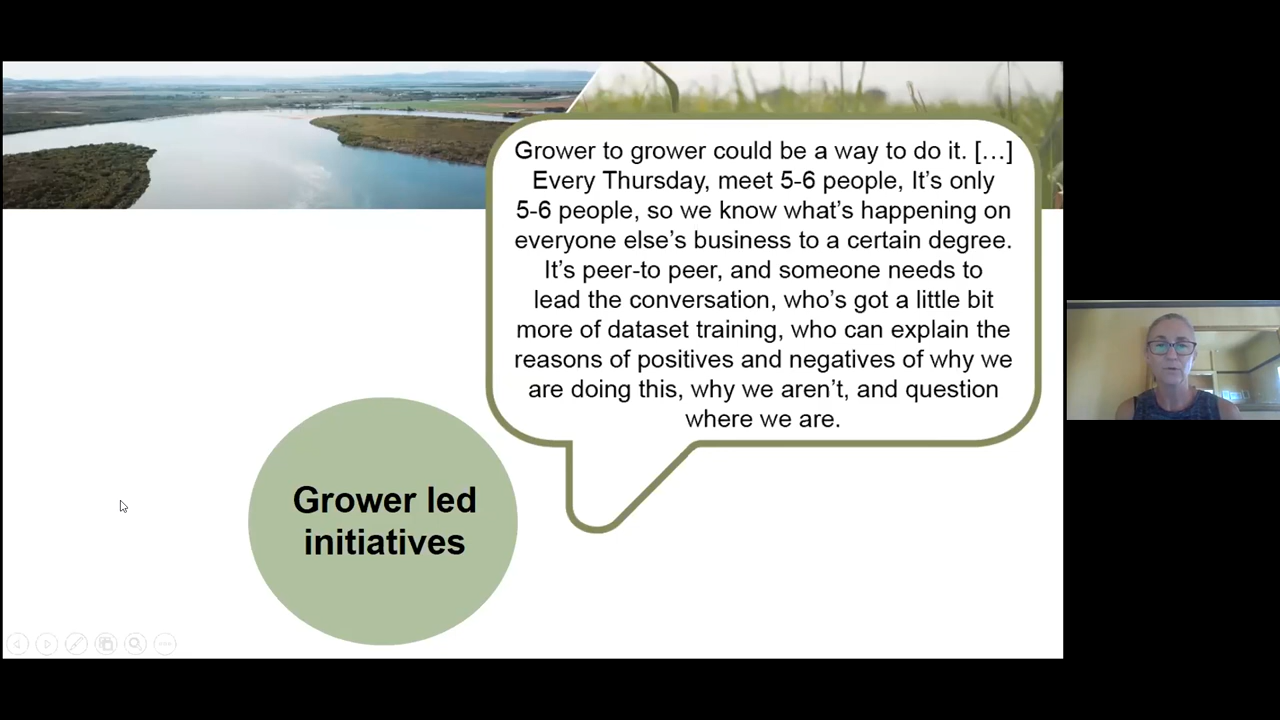 Grower to grower could be a way to do it. […]
Every Thursday, meet 5-6 people, It’s only
5-6 people, so we know what’s happening on
everyone else’s business to a certain degree.
It’s peer-to peer, and someone needs to
lead the conversation, who’s got a little bit
more of dataset training, who can explain the
reasons of positives and negatives of why we
are doing this, why we aren’t, and question
where we are.
Grower led
initiatives